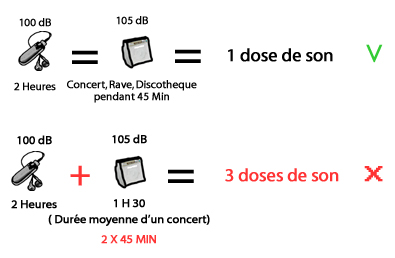 100 dB 105 dB
= = 1 dose de son V
2 Heures Concert, Rave, Discotheque
pendant 45 Min
100 dB 105 dB
+ = 3 doses de son X
2 Heures 1 H 30
( Durée moyenne d'un concert)
2 X 45 MIN